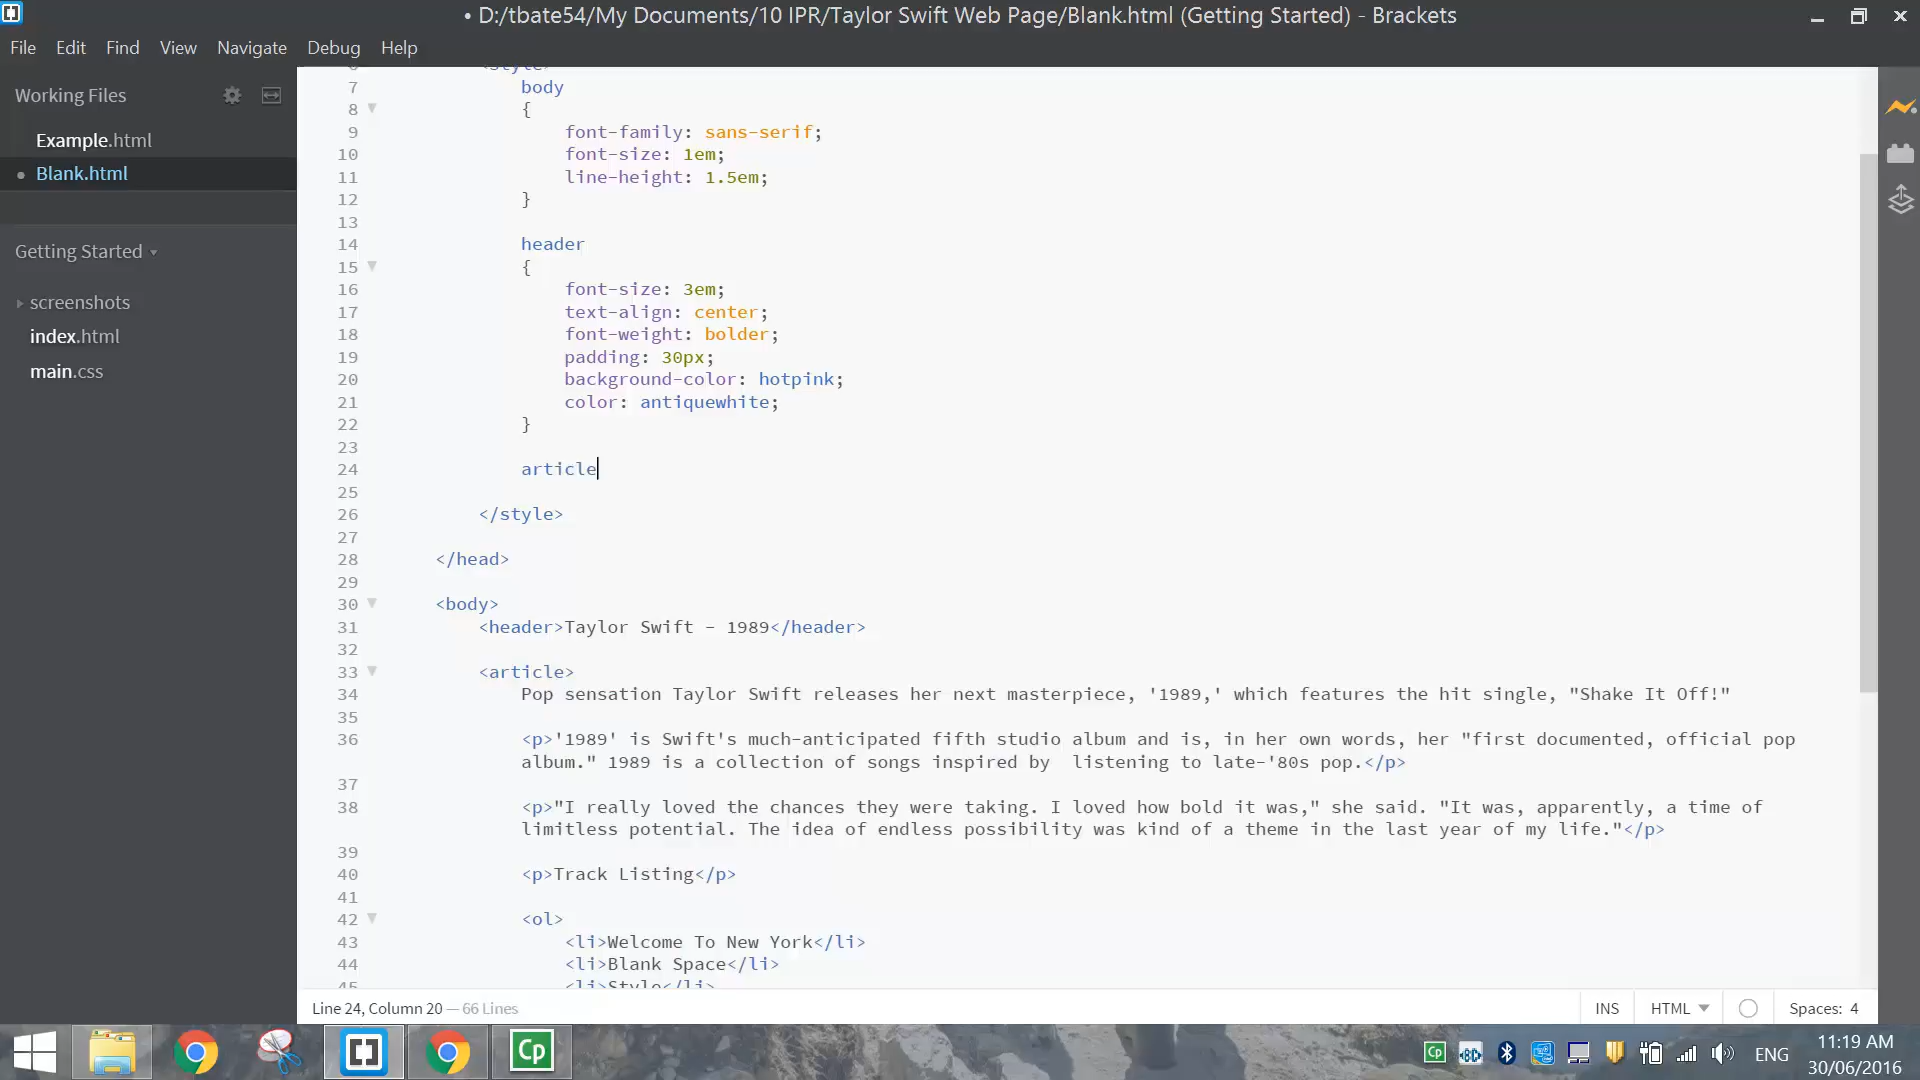 • D:/tbate54/My Documents/10 IPR/Taylor Swift Web Page/Blank.html (Getting Started) - Brackets
File Edit Find View Navigate Debug Help
Working Files
Example.html
• Blank.html
Getting Started
screenshots
index.html
main.css
6 <style>
7 body
8 {
9 font-family: sans-serif;
10 font-size: 1em;
11 line-height: 1.5em;
12 }
13
14 header
15 {
16 font-size: 3em;
17 text-align: center;
18 font-weight: bolder;
19 padding: 30px;
20 background-color: hotpink;
21 color: antiquewhite;
22 }
23
24 article
25
26 </style>
27
28 </head>
29
30 <body>
31 <header>Taylor Swift - 1989</header>
32
33 <article>
34 Pop sensation Taylor Swift releases her next masterpiece, '1989,' which features the hit single, "Shake It Off!"
35
36 <p>'1989' is Swift's much-anticipated fifth studio album and is, in her own words, her "first documented, official pop
album." 1989 is a collection of songs inspired by  listening to late-'80s pop.</p>
37
38 <p>"I really loved the chances they were taking. I loved how bold it was," she said. "It was, apparently, a time of
limitless potential. The idea of endless possibility was kind of a theme in the last year of my life."</p>
39
40 <p>Track Listing</p>
41
42 <ol>
43 <li>Welcome To New York</li>
44 <li>Blank Space</li>
45 <li>Style</li>
Line 24, Column 20 — 66 Lines
INS HTML Spaces: 4
Cp
Cp
ENG
11:19 AM
30/06/2016